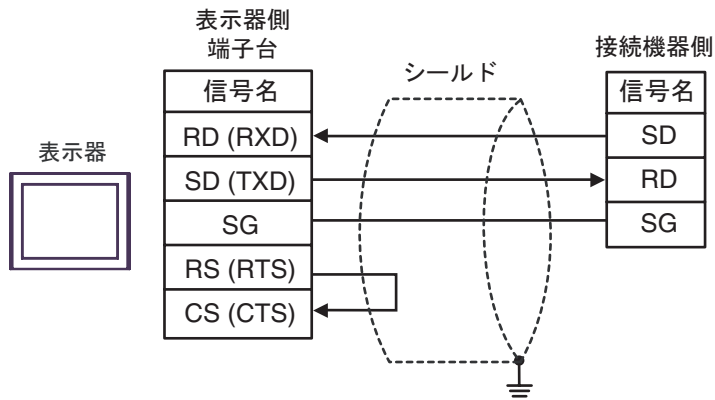 表示器側
端子台
接続機器側
シールド
信号名
信号名
RD (RXD)
SD
表示器
SD (TXD)
RD
SG
SG
RS (RTS)
CS (CTS)